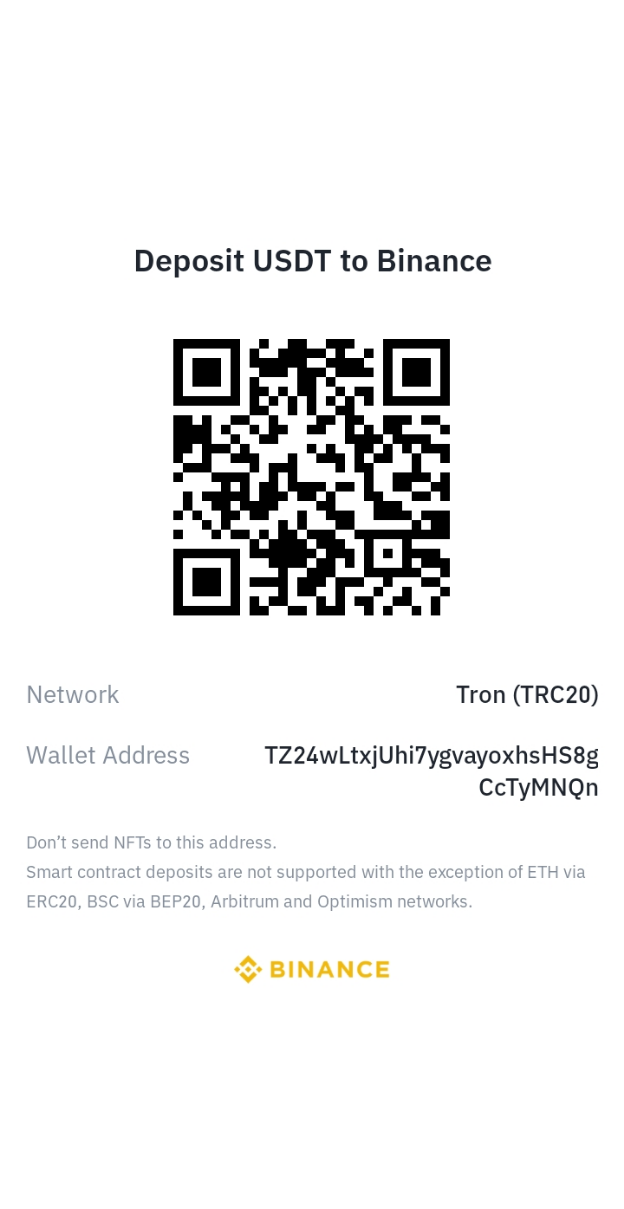 Deposit USDT to Binance
Network
Tron (TRC20)
Wallet Address
TZ24wLtxjUhi7ygvayoxhsHS8g
CcTyMNQn
Don’t send NFTs to this address.
Smart contract deposits are not supported with the exception of ETH via
ERC20, BSC via BEP20, Arbitrum and Optimism networks.
BINANCE